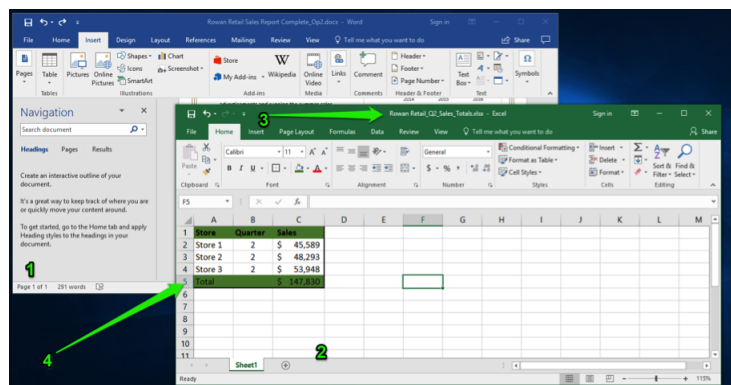 Rowan Retail Sales Report Complete_Op2.docx - Word
Sign in
File Home Insert Design Layout References Mailings Review View Tell me what you want to do Share
Pages Table Pictures Online Pictures Shapes Icons SmartArt Chart Screenshot Store My Add-ins Wikipedia Online Video Links Comment Header Footer Page Number Text Box Symbols
Tables Illustrations Add-ins Media Comments Header & Footer Text
Navigation
Search document
Headings Pages Results
Create an interactive outline of your
document.
It's a great way to keep track of where you are
or quickly move your content around.
To get started, go to the Home tab and apply
Heading styles to the headings in your
document.
1
Page 1 of 1 291 words
3
Rowan Retail_Q2_Sales_Totals.xlsx - Excel
Sign in
File Home Insert Page Layout Formulas Data Review View Tell me what you want to do Share
Paste Calibri 11 A A General Conditional Formatting Insert
B I U A $ % , Format as Table Delete
Cell Styles Format Sort & Filter Find & Select
Clipboard Font Alignment Number Styles Cells Editing
F5 fx
A B C D E F G H I J K L M
1 Store Quarter Sales
2 Store 1 2 $ 45,589
3 Store 2 2 $ 48,293
4 Store 3 2 $ 53,948
5 Total $ 147,830
6
7
8
9
10
11
4
2
Sheet1
Ready 115%